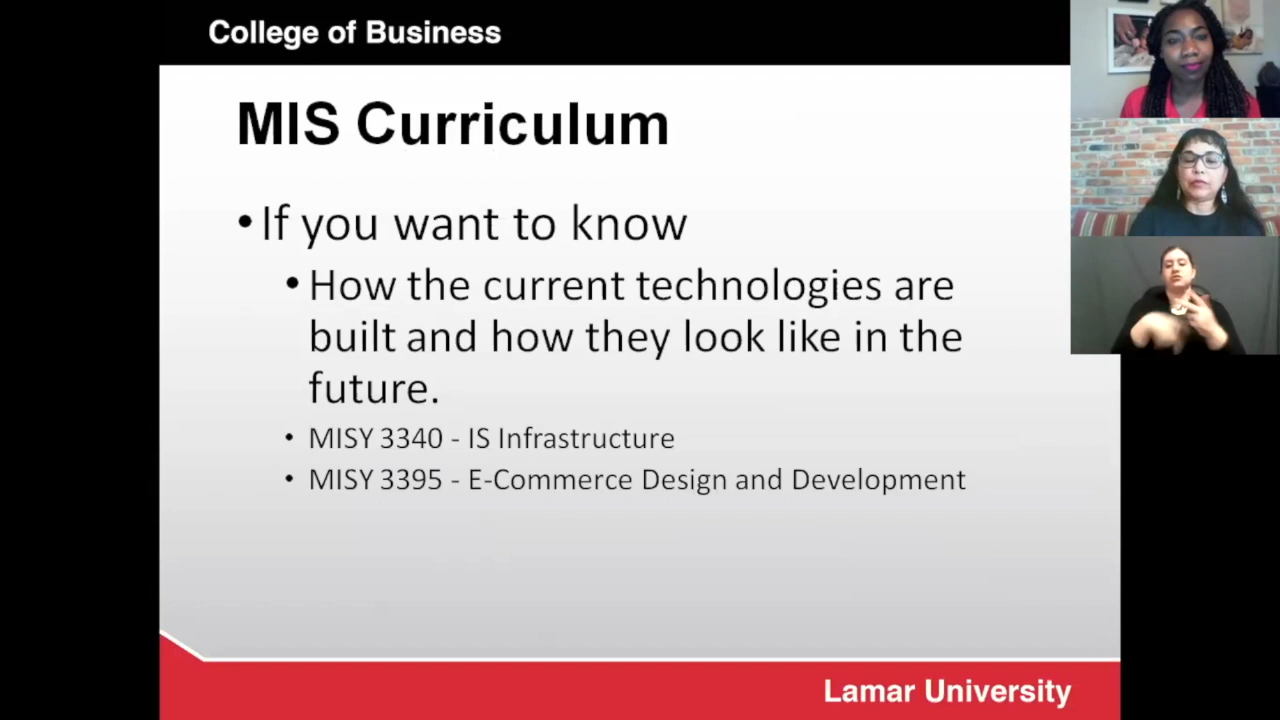 College of Business
MIS Curriculum
• If you want to know
• How the current technologies are
built and how they look like in the
future.
• MISY 3340 - IS Infrastructure
• MISY 3395 - E-Commerce Design and Development
Lamar University